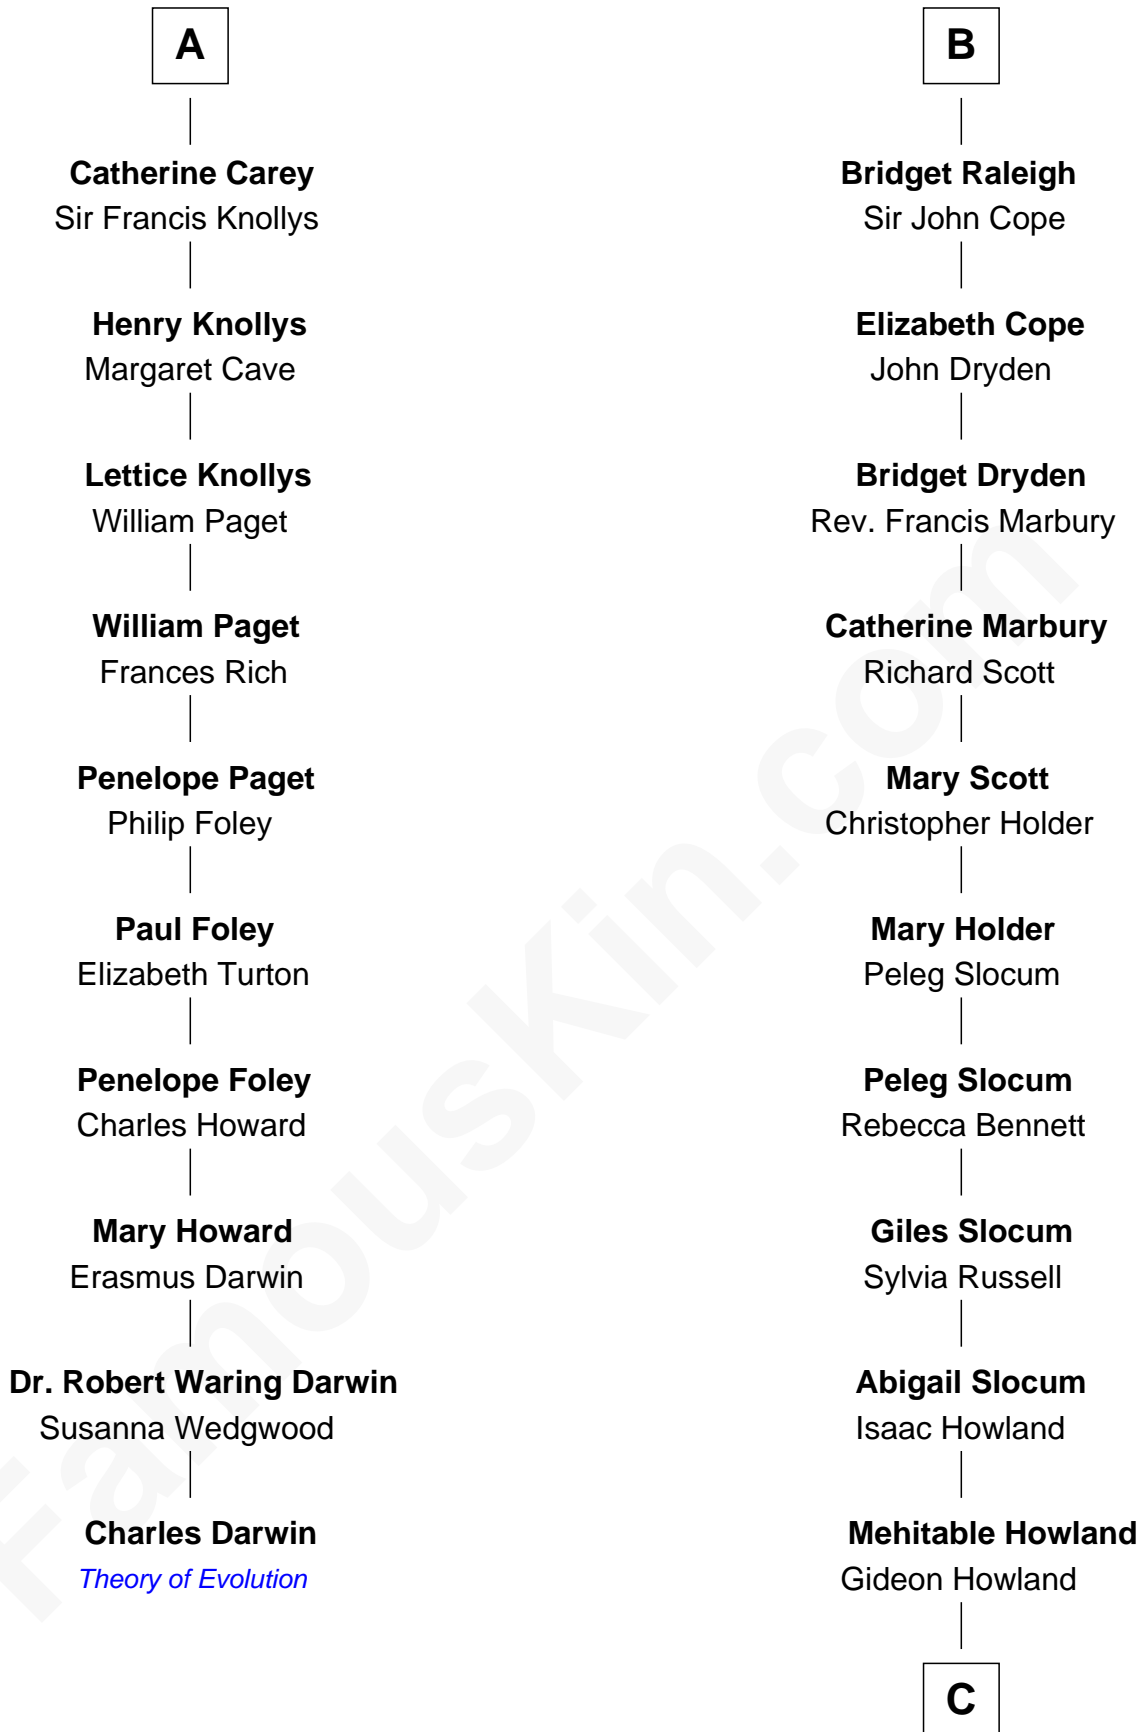 A
Catherine Carey
Sir Francis Knollys
Henry Knollys
Margaret Cave
Lettice Knollys
William Paget
William Paget
Frances Rich
Penelope Paget
Philip Foley
Paul Foley
Elizabeth Turton
Penelope Foley
Charles Howard
Mary Howard
Erasmus Darwin
Dr. Robert Waring Darwin
Susanna Wedgwood
Charles Darwin
Theory of Evolution
B
Bridget Raleigh
Sir John Cope
Elizabeth Cope
John Dryden
Bridget Dryden
Rev. Francis Marbury
Catherine Marbury
Richard Scott
Mary Scott
Christopher Holder
Mary Holder
Peleg Slocum
Peleg Slocum
Rebecca Bennett
Giles Slocum
Sylvia Russell
Abigail Slocum
Isaac Howland
Mehitable Howland
Gideon Howland
C
FamousKin.com